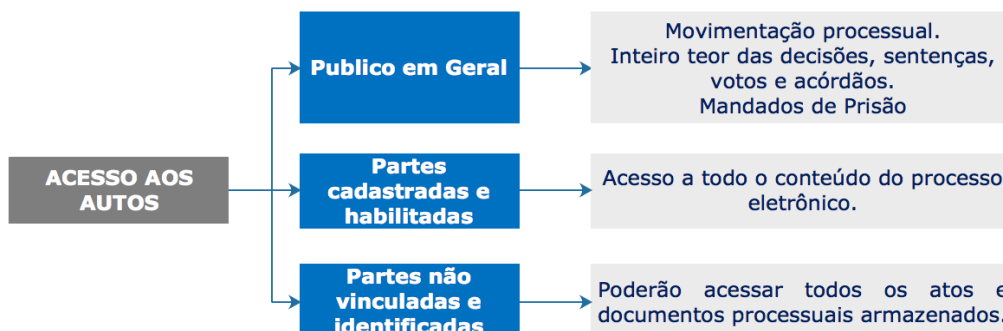 ACESSO AOS
AUTOS
Publico em Geral
Movimentação processual.
Inteiro teor das decisões, sentenças,
votos e acórdãos.
Mandados de Prisão
Partes
cadastradas e
habilitadas
Acesso a todo o conteúdo do processo
eletrônico.
Partes não
vinculadas e
identificadas
Poderão acessar todos os atos e
documentos processuais armazenados.